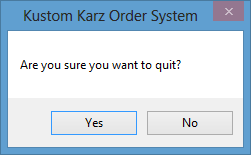 Kustom Karz Order System
Are you sure you want to quit?
Yes
No